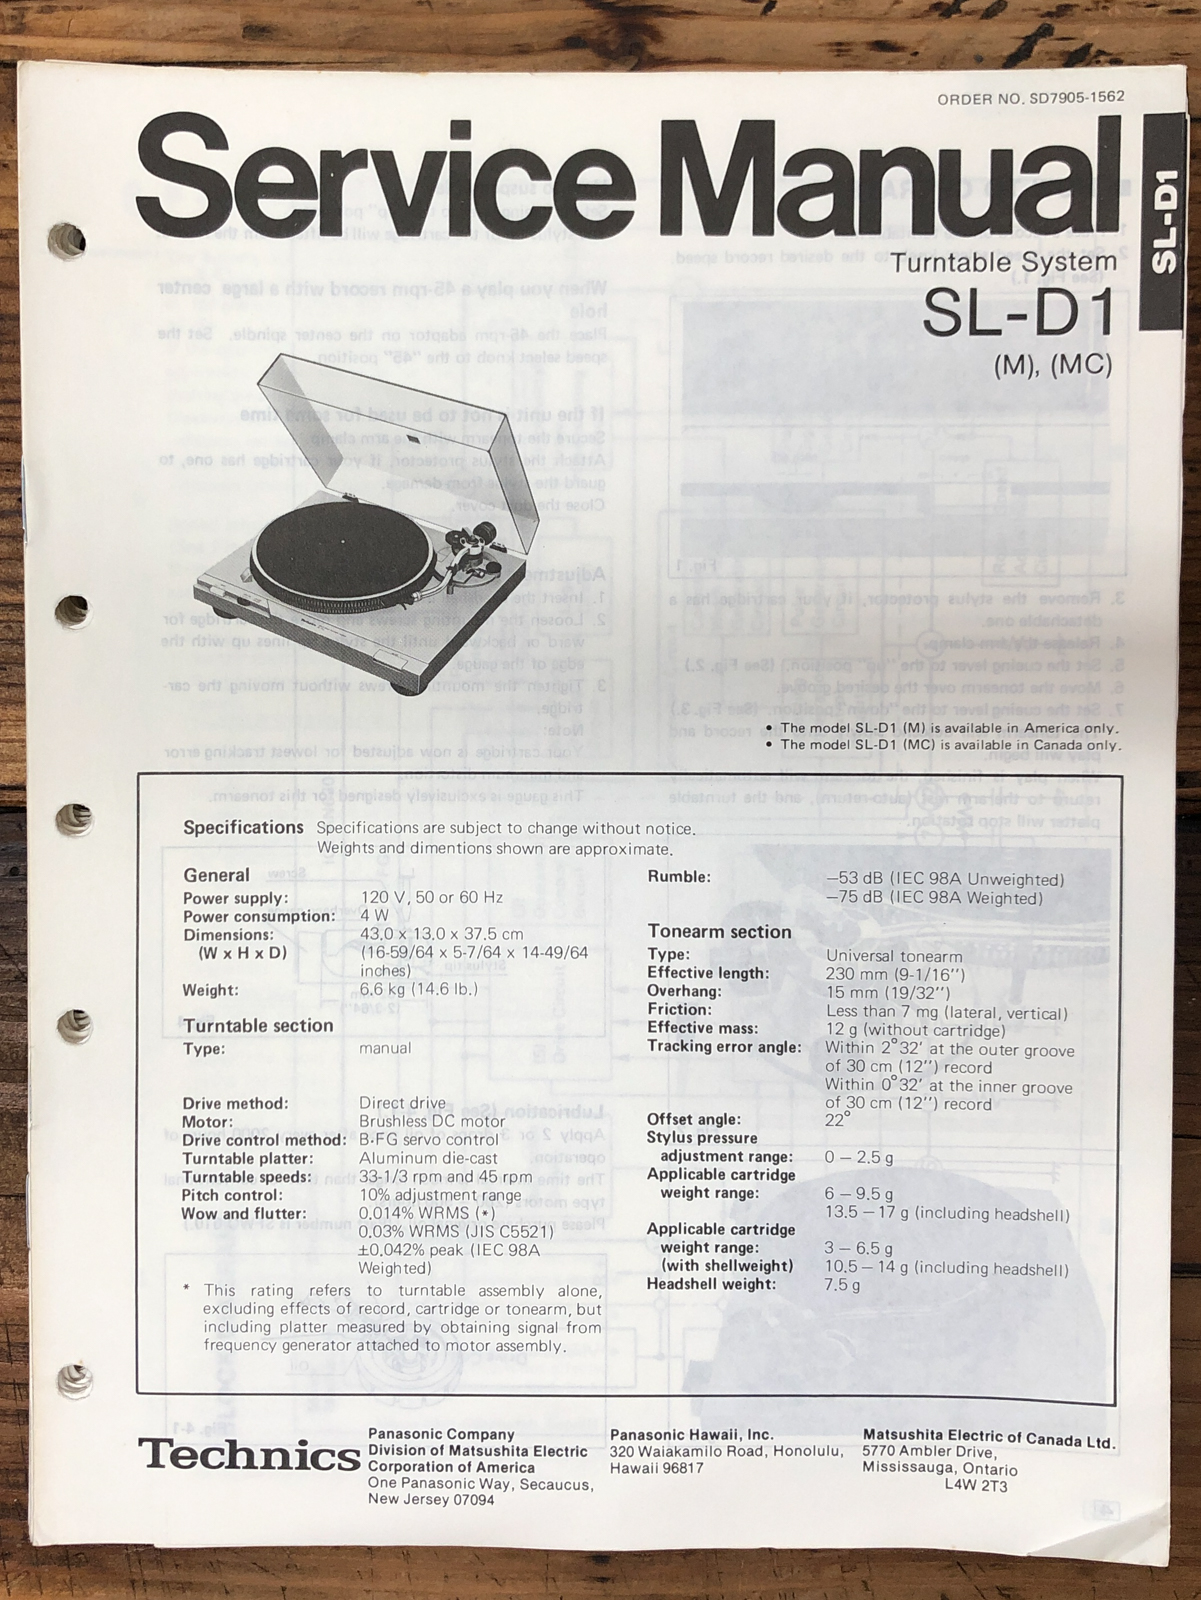 ORDER NO. SD7905-1562
Service Manual
SL-D1
Turntable System
SL-D1
(M), (MC)
• The model SL-D1 (M) is available in America only.
• The model SL-D1 (MC) is available in Canada only.
Specifications Specifications are subject to change without notice.
Weights and dimentions shown are approximate.
General
Power supply: 120 V, 50 or 60 Hz
Power consumption: 4 W
Dimensions: 43.0 x 13.0 x 37.5 cm
(W x H x D) (16-59/64 x 5-7/64 x 14-49/64
inches)
Weight: 6.6 kg (14.6 lb.)
Turntable section
Type: manual
Drive method: Direct drive
Motor: Brushless DC motor
Drive control method: B·FG servo control
Turntable platter: Aluminum die-cast
Turntable speeds: 33-1/3 rpm and 45 rpm
Pitch control: 10% adjustment range
Wow and flutter: 0.014% WRMS (*)
0.03% WRMS (JIS C5521)
±0.042% peak (IEC 98A
Weighted)
* This rating refers to turntable assembly alone,
excluding effects of record, cartridge or tonearm, but
including platter measured by obtaining signal from
frequency generator attached to motor assembly.
Rumble: −53 dB (IEC 98A Unweighted)
−75 dB (IEC 98A Weighted)
Tonearm section
Type: Universal tonearm
Effective length: 230 mm (9-1/16")
Overhang: 15 mm (19/32")
Friction: Less than 7 mg (lateral, vertical)
Effective mass: 12 g (without cartridge)
Tracking error angle: Within 2°32' at the outer groove
of 30 cm (12") record
Within 0°32' at the inner groove
of 30 cm (12") record
Offset angle: 22°
Stylus pressure
adjustment range: 0 – 2.5 g
Applicable cartridge
weight range: 6 – 9.5 g
13.5 – 17 g (including headshell)
Applicable cartridge
weight range: 3 – 6.5 g
(with shellweight) 10.5 – 14 g (including headshell)
Headshell weight: 7.5 g
Technics
Panasonic Company
Division of Matsushita Electric
Corporation of America
One Panasonic Way, Secaucus,
New Jersey 07094
Panasonic Hawaii, Inc.
320 Waiakamilo Road, Honolulu,
Hawaii 96817
Matsushita Electric of Canada Ltd.
5770 Ambler Drive,
Mississauga, Ontario
L4W 2T3